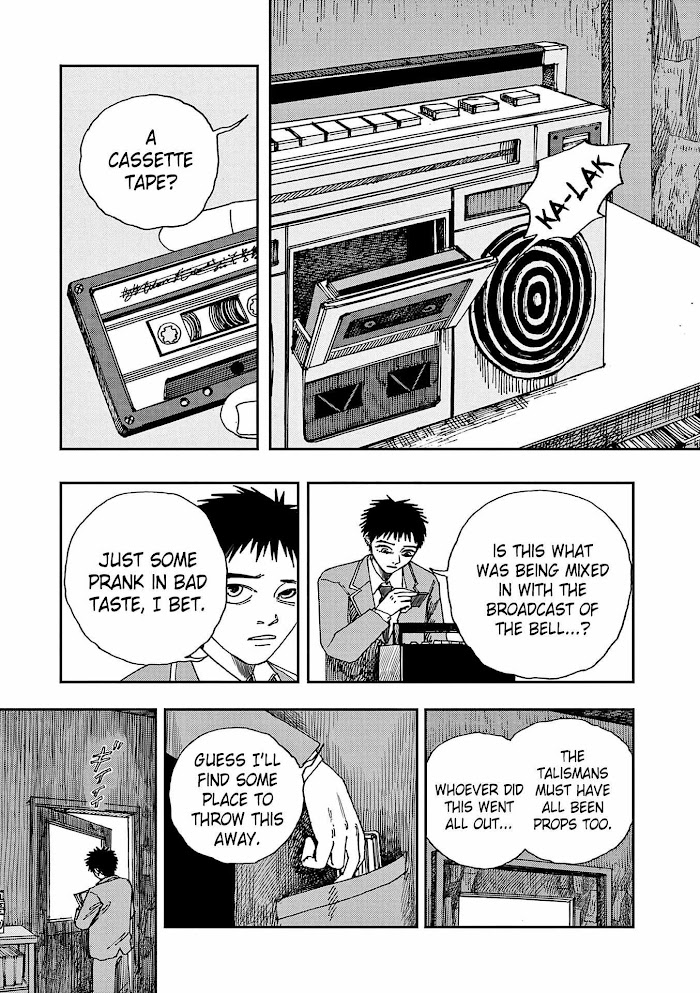 KA-LAK
A
CASSETTE
TAPE?
IS THIS WHAT
WAS BEING MIXED
IN WITH THE
BROADCAST OF
THE BELL...?
JUST SOME
PRANK IN BAD
TASTE, I BET.
THE
TALISMANS
MUST HAVE
ALL BEEN
PROPS TOO.
WHOEVER DID
THIS WENT
ALL OUT...
GUESS I'LL
FIND SOME
PLACE TO
THROW THIS
AWAY.